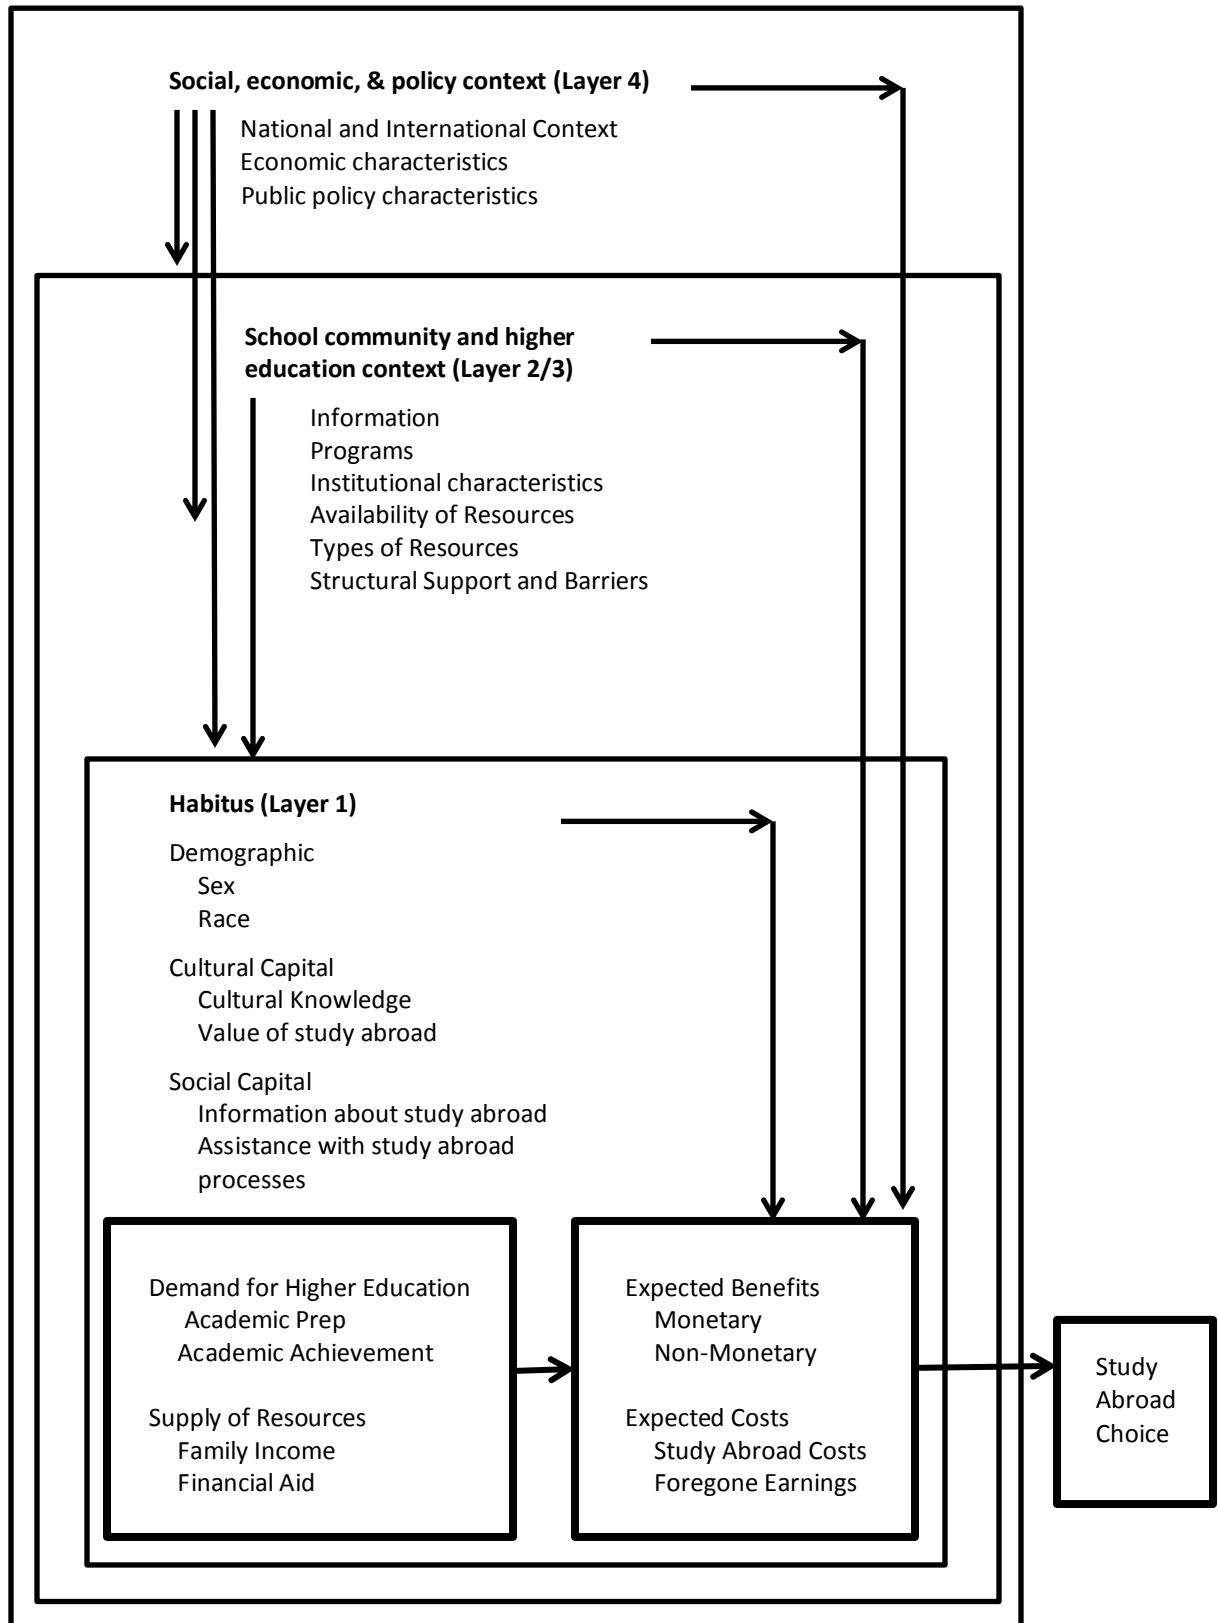 Social, economic, & policy context (Layer 4)
National and International Context
Economic characteristics
Public policy characteristics
School community and higher
education context (Layer 2/3)
Information
Programs
Institutional characteristics
Availability of Resources
Types of Resources
Structural Support and Barriers
Habitus (Layer 1)
Demographic
Sex
Race
Cultural Capital
Cultural Knowledge
Value of study abroad
Social Capital
Information about study abroad
Assistance with study abroad
processes
Demand for Higher Education
Academic Prep
Academic Achievement
Supply of Resources
Family Income
Financial Aid
Expected Benefits
Monetary
Non-Monetary
Expected Costs
Study Abroad Costs
Foregone Earnings
Study
Abroad
Choice